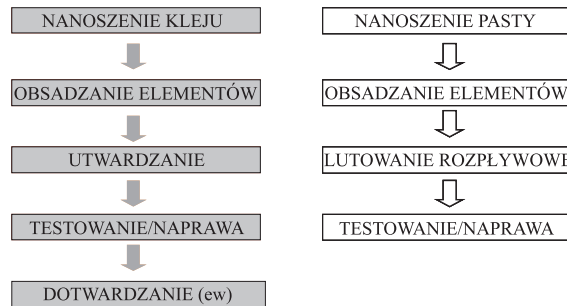 NANOSZENIE KLEJU
OBSADZANIE ELEMENTÓW
UTWARDZANIE
TESTOWANIE/NAPRAWA
DOTWARDZANIE (ew)
NANOSZENIE PASTY
OBSADZANIE ELEMENTÓW
LUTOWANIE ROZPŁYWOWE
TESTOWANIE/NAPRAWA